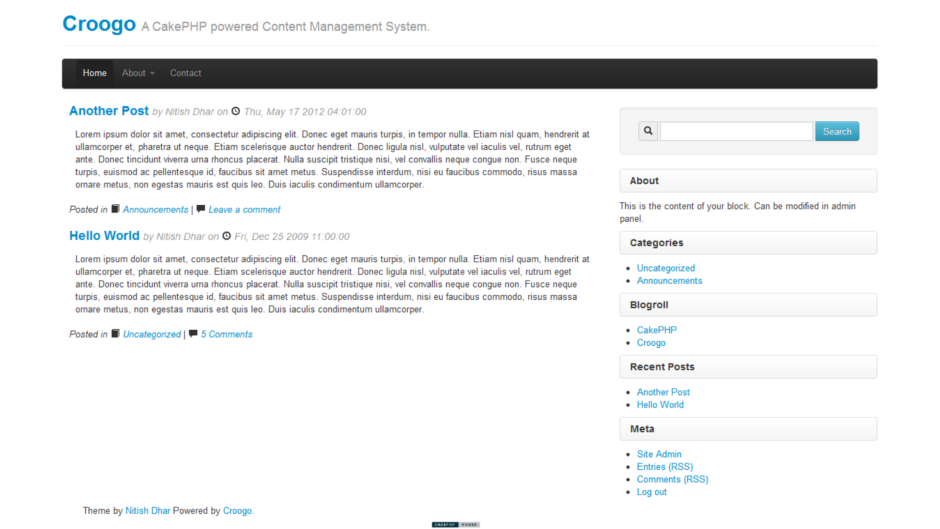 Croogo A CakePHP powered Content Management System.
Home About Contact
Another Post by Nitish Dhar on Thu, May 17 2012 04:01:00
Lorem ipsum dolor sit amet, consectetur adipiscing elit. Donec eget mauris turpis, in tempor nulla. Etiam nisl quam, hendrerit at
ullamcorper et, pharetra ut neque. Etiam scelerisque auctor hendrerit. Donec ligula nisl, vulputate vel iaculis vel, rutrum eget
ante. Donec tincidunt viverra urna rhoncus placerat. Nulla suscipit tristique nisi, vel convallis neque congue non. Fusce neque
turpis, euismod ac pellentesque id, faucibus sit amet metus. Suspendisse interdum, nisi eu faucibus commodo, risus massa
ornare metus, non egestas mauris est quis leo. Duis iaculis condimentum ullamcorper.
Posted in Announcements | Leave a comment
Hello World by Nitish Dhar on Fri, Dec 25 2009 11:00:00
Lorem ipsum dolor sit amet, consectetur adipiscing elit. Donec eget mauris turpis, in tempor nulla. Etiam nisl quam, hendrerit at
ullamcorper et, pharetra ut neque. Etiam scelerisque auctor hendrerit. Donec ligula nisl, vulputate vel iaculis vel, rutrum eget
ante. Donec tincidunt viverra urna rhoncus placerat. Nulla suscipit tristique nisi, vel convallis neque congue non. Fusce neque
turpis, euismod ac pellentesque id, faucibus sit amet metus. Suspendisse interdum, nisi eu faucibus commodo, risus massa
ornare metus, non egestas mauris est quis leo. Duis iaculis condimentum ullamcorper.
Posted in Uncategorized | 5 Comments
Search
About
This is the content of your block. Can be modified in admin
panel.
Categories
Uncategorized
Announcements
Blogroll
CakePHP
Croogo
Recent Posts
Another Post
Hello World
Meta
Site Admin
Entries (RSS)
Comments (RSS)
Log out
Theme by Nitish Dhar Powered by Croogo.
CAKEPHP POWER